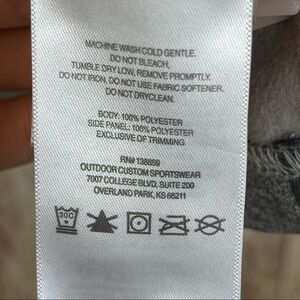 MACHINE WASH COLD GENTLE.
DO NOT BLEACH.
TUMBLE DRY LOW, REMOVE PROMPTLY.
DO NOT IRON, DO NOT USE FABRIC SOFTENER.
DO NOT DRYCLEAN.
BODY: 100% POLYESTER
SIDE PANEL: 100% POLYESTER
EXCLUSIVE OF TRIMMING
RN# 138859
OUTDOOR CUSTOM SPORTSWEAR
7007 COLLEGE BLVD, SUITE 200
OVERLAND PARK, KS 66211
30C